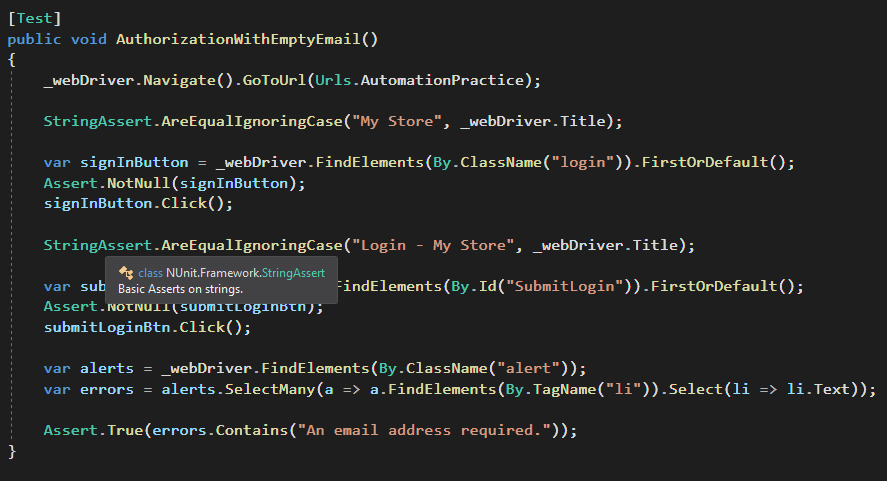 [Test]
public void AuthorizationWithEmptyEmail()
{
_webDriver.Navigate().GoToUrl(Urls.AutomationPractice);
StringAssert.AreEqualIgnoringCase("My Store", _webDriver.Title);
var signInButton = _webDriver.FindElements(By.ClassName("login")).FirstOrDefault();
Assert.NotNull(signInButton);
signInButton.Click();
StringAssert.AreEqualIgnoringCase("Login - My Store", _webDriver.Title);
class NUnit.Framework.StringAssert
Basic Asserts on strings.
var sub FindElements(By.Id("SubmitLogin")).FirstOrDefault();
Assert.NotNull(submitLoginBtn);
submitLoginBtn.Click();
var alerts = _webDriver.FindElements(By.ClassName("alert"));
var errors = alerts.SelectMany(a => a.FindElements(By.TagName("li")).Select(li => li.Text));
Assert.True(errors.Contains("An email address required."));
}